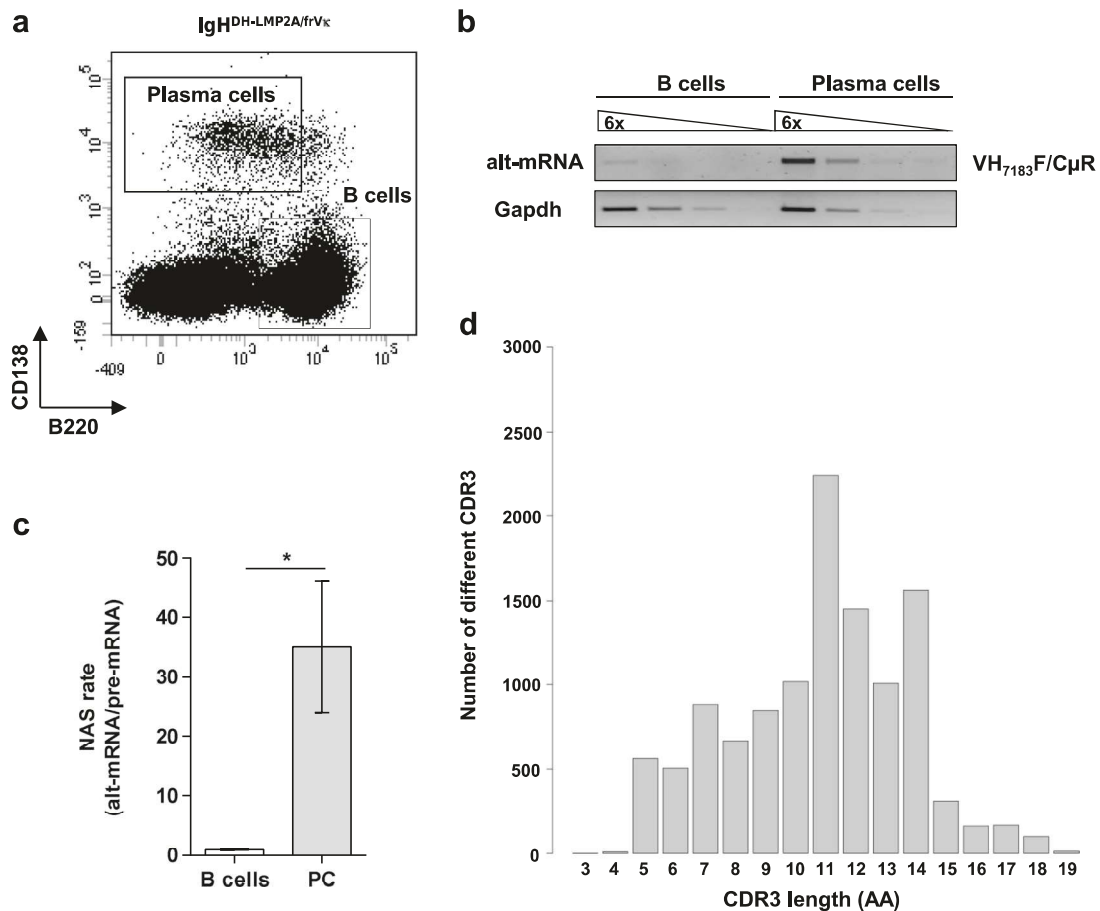 a
IgH^DH-LMP2A/frVκ
Plasma cells
B cells
10^5
10^4
10^3
10^2
0
-159
-409
0
10^3
10^4
10^5
CD138
B220
b
B cells
Plasma cells
6x
6x
alt-mRNA
VH7183F/CµR
Gapdh
c
NAS rate
(alt-mRNA/pre-mRNA)
50
40
30
20
10
0
*
B cells
PC
d
Number of different CDR3
3000
2500
2000
1500
1000
500
0
3 4 5 6 7 8 9 10 11 12 13 14 15 16 17 18 19
CDR3 length (AA)